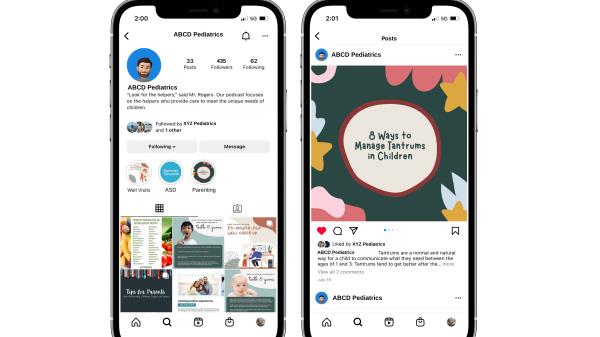 2:00
5G
ABCD Pediatrics
33
435
62
Posts
Followers
Following
ABCD Pediatrics
"Look for the helpers," said Mr. Rogers. Our podcast focuses
on the helpers who provide care to meet the unique needs of
children.
Followed by XYZ Pediatrics
and 1 other
Following
Message
Well Visits
ASD
Parenting
Tips for Parents
2:01
5G
Posts
ABCD Pediatrics
8 Ways to
Manage Tantrums
in Children
Liked by XYZ Pediatrics
ABCD Pediatrics Tantrums are a normal and natural
way for a child to communicate what they need between the
ages of 1 and 3. Tantrums tend to get better after the... more
View all 2 comments
July 19
ABCD Pediatrics